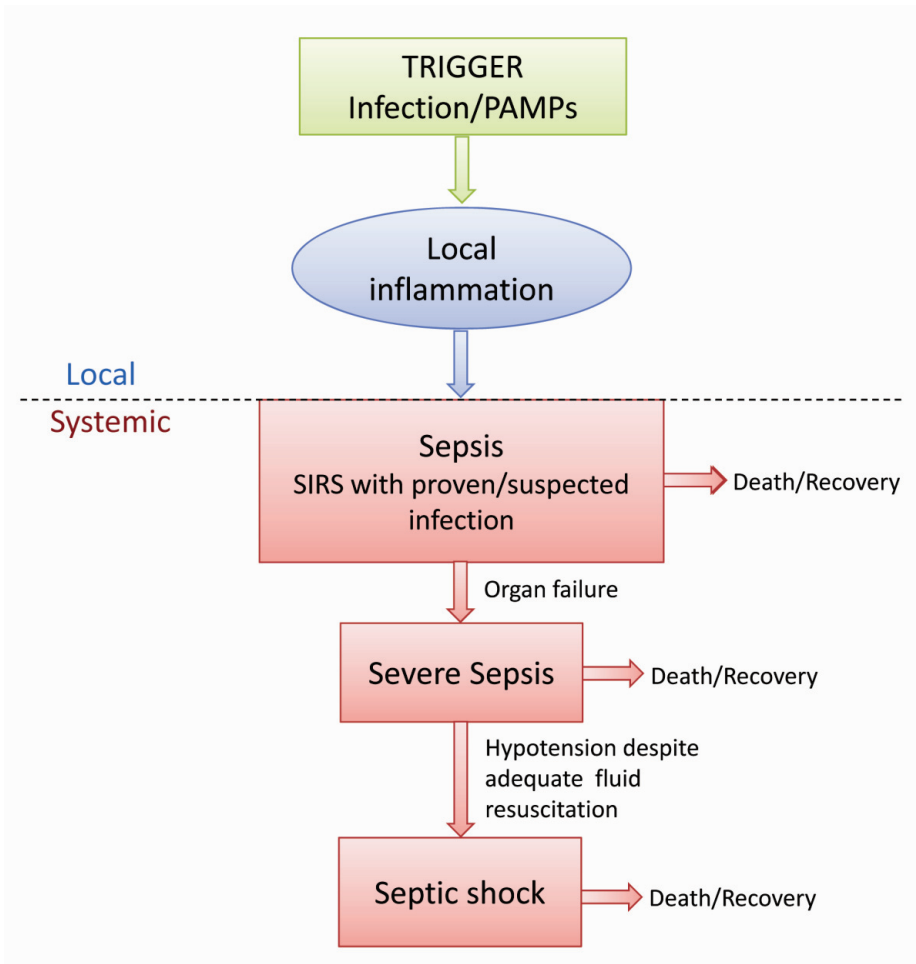 TRIGGER
Infection/PAMPs
Local
inflammation
Local
Systemic
Sepsis
SIRS with proven/suspected
infection
Death/Recovery
Organ failure
Severe Sepsis
Death/Recovery
Hypotension despite
adequate fluid
resuscitation
Septic shock
Death/Recovery